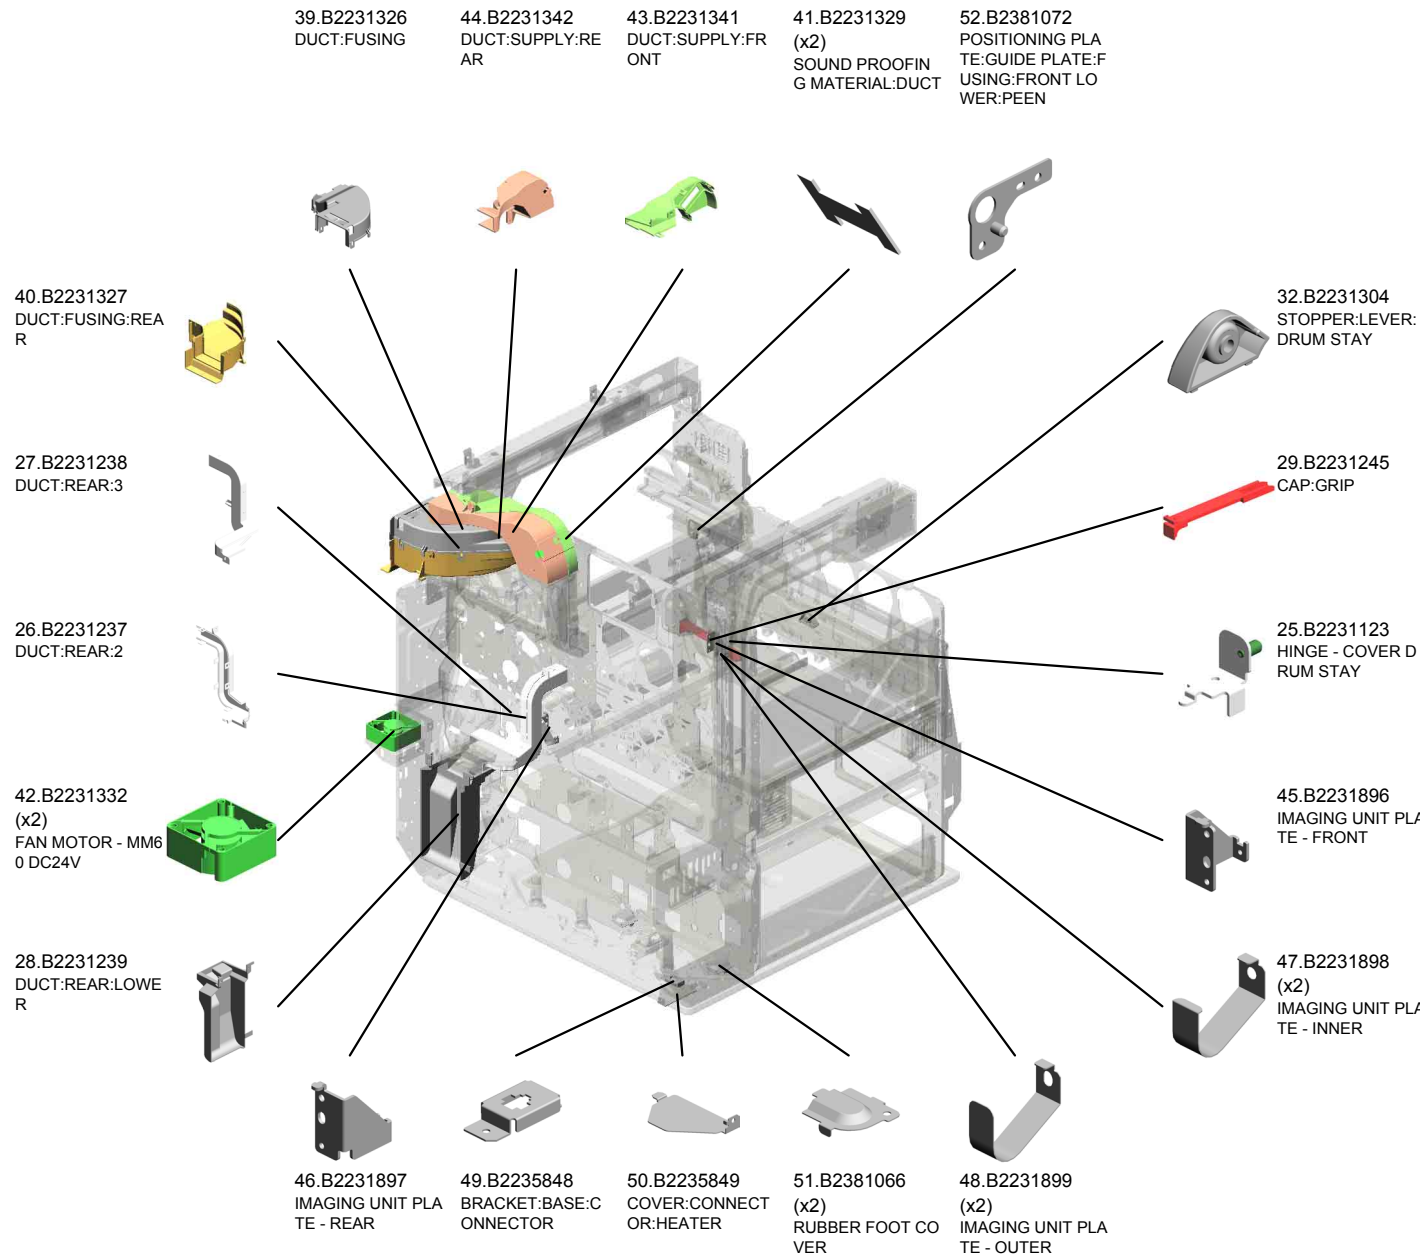 39.B2231326
DUCT:FUSING
44.B2231342
DUCT:SUPPLY:RE
AR
43.B2231341
DUCT:SUPPLY:FR
ONT
41.B2231329
(x2)
SOUND PROOFIN
G MATERIAL:DUCT
52.B2381072
POSITIONING PLA
TE:GUIDE PLATE:F
USING:FRONT LO
WER:PEEN
40.B2231327
DUCT:FUSING:REA
R
32.B2231304
STOPPER:LEVER:
DRUM STAY
27.B2231238
DUCT:REAR:3
29.B2231245
CAP:GRIP
26.B2231237
DUCT:REAR:2
25.B2231123
HINGE - COVER D
RUM STAY
42.B2231332
(x2)
FAN MOTOR - MM6
0 DC24V
45.B2231896
IMAGING UNIT PLA
TE - FRONT
28.B2231239
DUCT:REAR:LOWE
R
47.B2231898
(x2)
IMAGING UNIT PLA
TE - INNER
46.B2231897
IMAGING UNIT PLA
TE - REAR
49.B2235848
BRACKET:BASE:C
ONNECTOR
50.B2235849
COVER:CONNECT
OR:HEATER
51.B2381066
(x2)
RUBBER FOOT CO
VER
48.B2231899
(x2)
IMAGING UNIT PLA
TE - OUTER